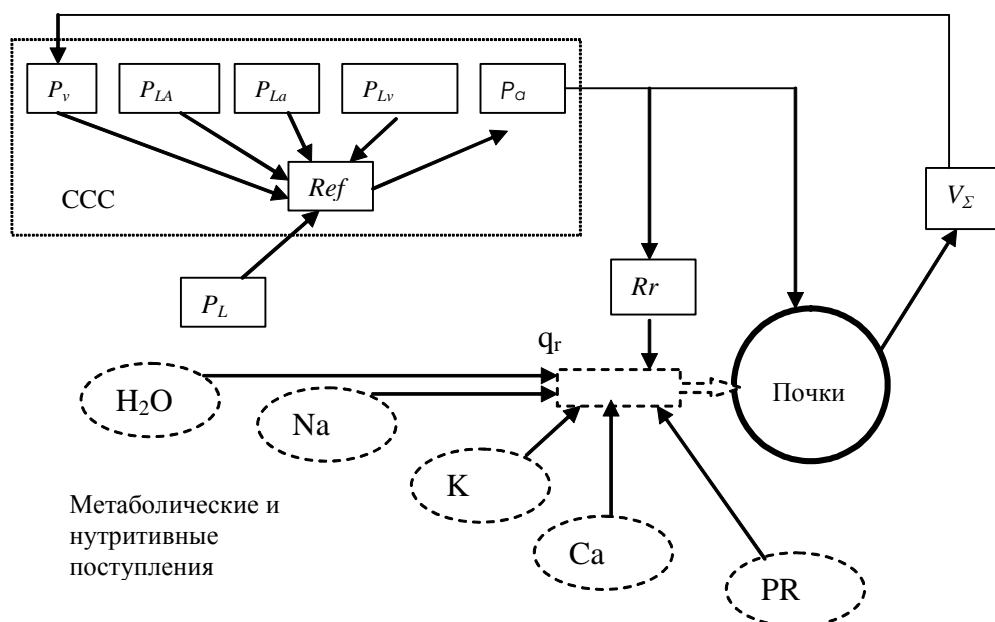 P_v
P_LA
P_La
P_Lv
P_a
Ref
ССС
V_Σ
P_L
Rr
q_r
H₂O
Na
Почки
K
Метаболические и
нутритивные
поступления
Ca
PR